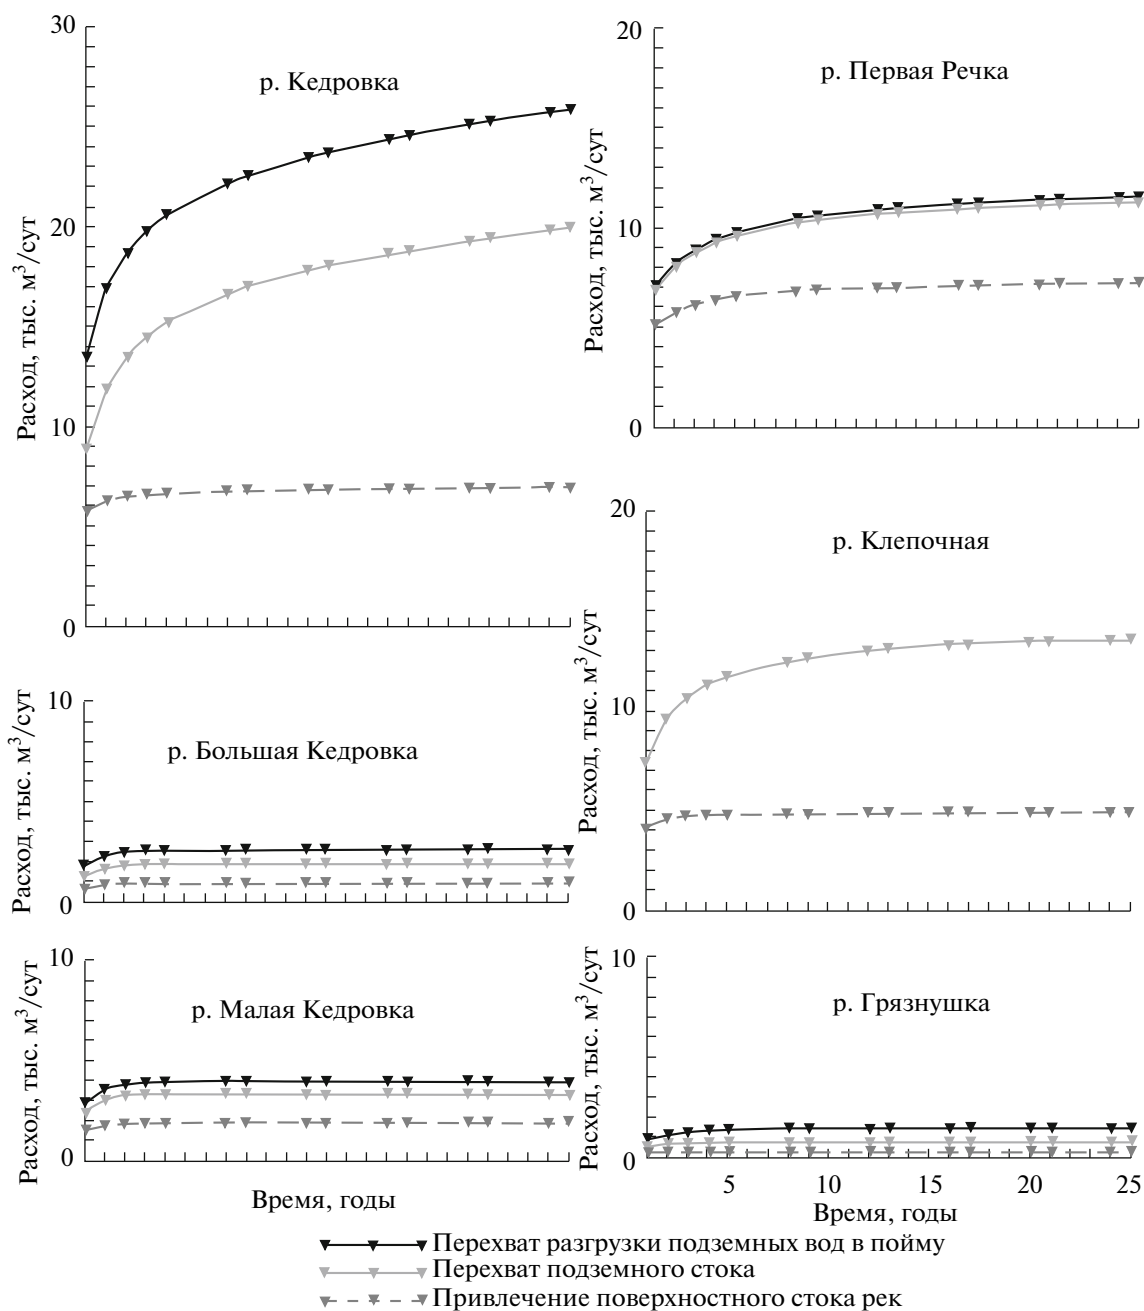 30
20
10
0
Расход, тыс. м³/сут
р. Кедровка
20
10
0
Расход, тыс. м³/сут
р. Первая Речка
10
0
Расход, тыс. м³/сут
р. Большая Кедровка
20
10
0
Расход, тыс. м³/сут
р. Клепочная
10
0
Расход, тыс. м³/сут
р. Малая Кедровка
Время, годы
10
0
Расход, тыс. м³/сут
р. Грязнушка
5 10 15 20 25
Время, годы
Перехват разгрузки подземных вод в пойму
Перехват подземного стока
Привлечение поверхностного стока рек